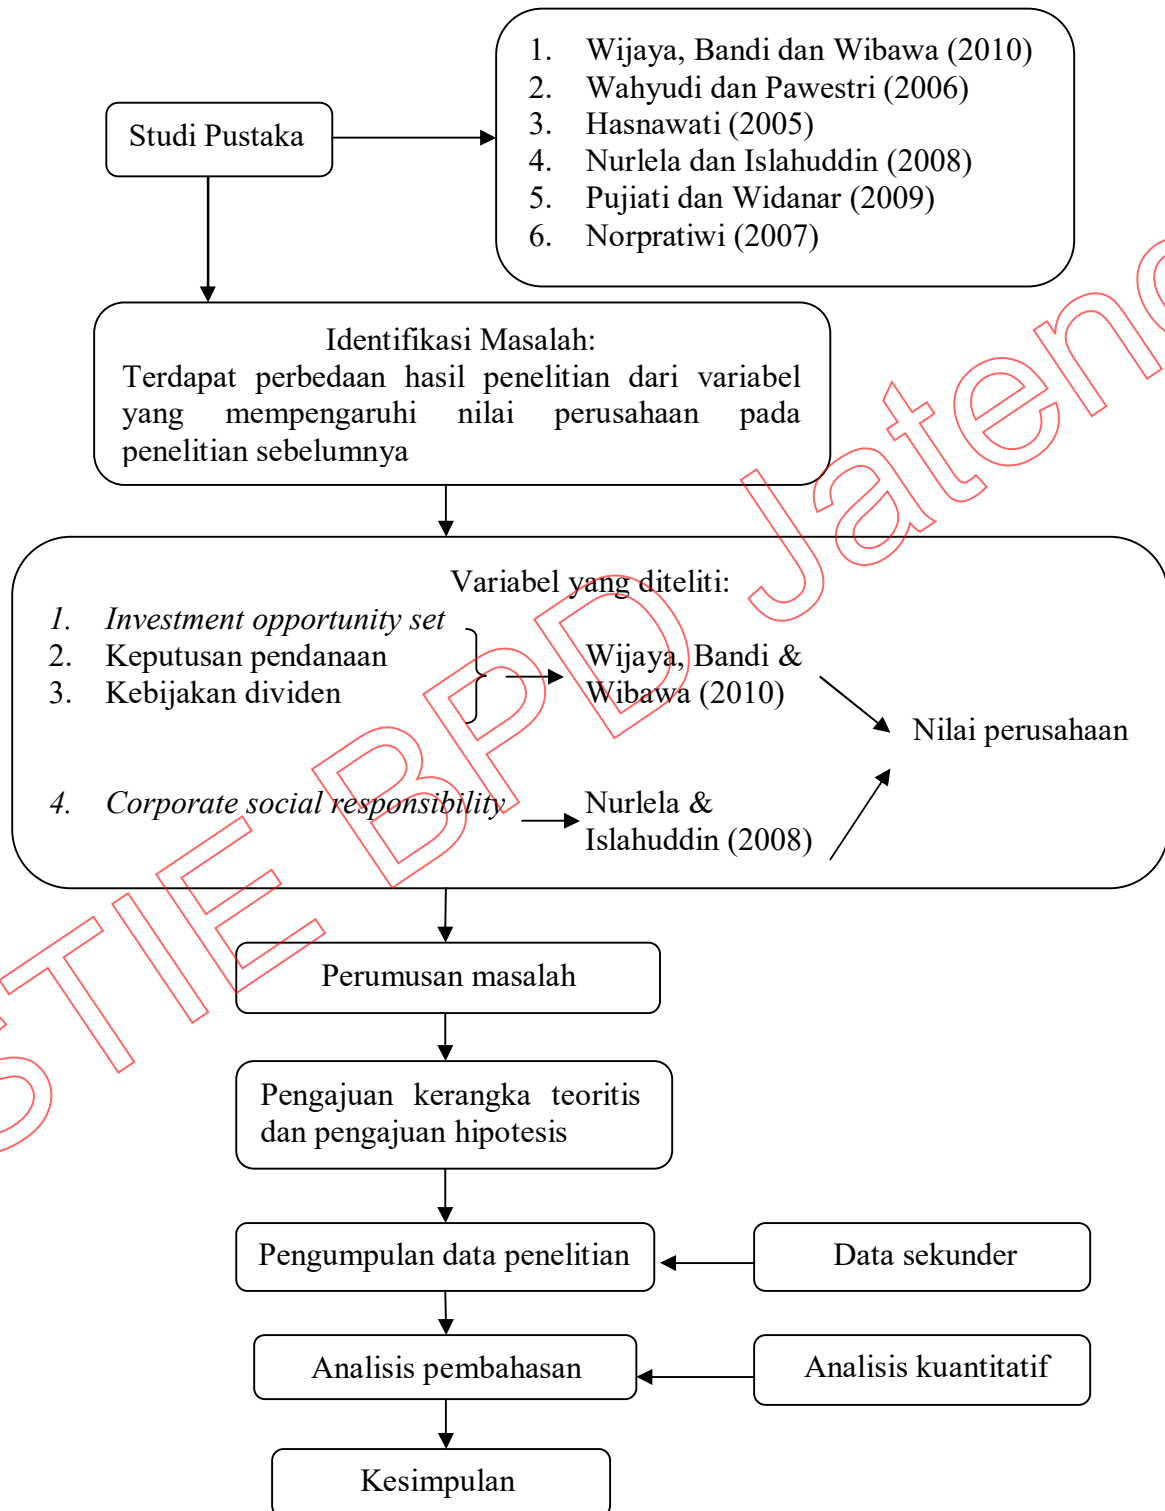 1. Wijaya, Bandi dan Wibawa (2010)
2. Wahyudi dan Pawestri (2006)
3. Hasnawati (2005)
4. Nurlela dan Islahuddin (2008)
5. Pujiati dan Widanar (2009)
6. Norpratiwi (2007)
Studi Pustaka
Identifikasi Masalah:
Terdapat perbedaan hasil penelitian dari variabel
yang mempengaruhi nilai perusahaan pada
penelitian sebelumnya
Variabel yang diteliti:
1. Investment opportunity set
2. Keputusan pendanaan
3. Kebijakan dividen
Wijaya, Bandi &
Wibawa (2010)
Nilai perusahaan
4. Corporate social responsibility
Nurlela &
Islahuddin (2008)
Perumusan masalah
Pengajuan kerangka teoritis
dan pengajuan hipotesis
Pengumpulan data penelitian
Data sekunder
Analisis pembahasan
Analisis kuantitatif
Kesimpulan
STIE BPD Jateng